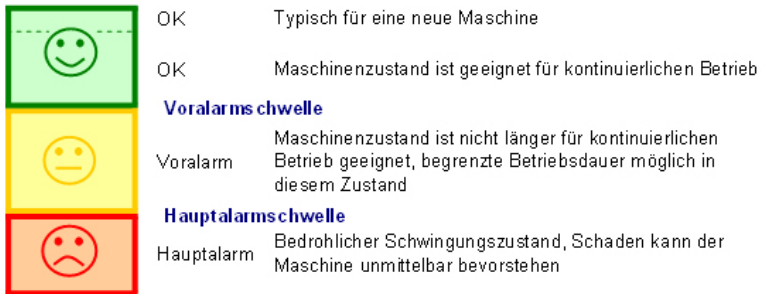 OK Typisch für eine neue Maschine
OK Maschinenzustand ist geeignet für kontinuierlichen Betrieb
Voralarmschwelle
Maschinenzustand ist nicht länger für kontinuierlichen
Voralarm Betrieb geeignet, begrenzte Betriebsdauer möglich in
diesem Zustand
Hauptalarmschwelle
Hauptalarm Bedrohlicher Schwingungszustand, Schaden kann der
Maschine unmittelbar bevorstehen